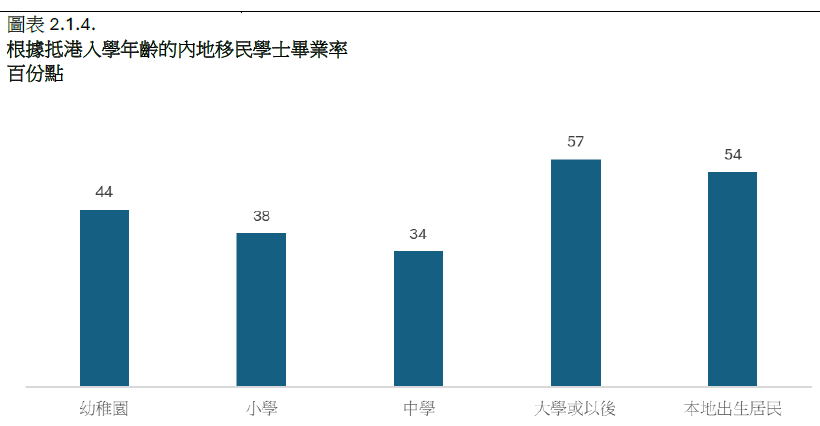 圖表 2.1.4.
根據抵港入學年齡的內地移民學士畢業率
百份點
57
54
44
38
34
幼稚園 小學 中學 大學或以後 本地出生居民